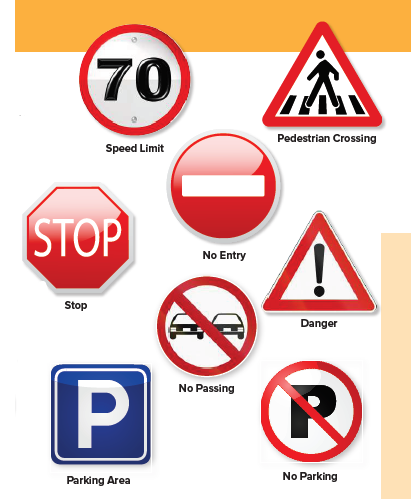 70
Speed Limit
Pedestrian Crossing
No Entry
STOP
Stop
Danger
No Passing
P
Parking Area
P
No Parking